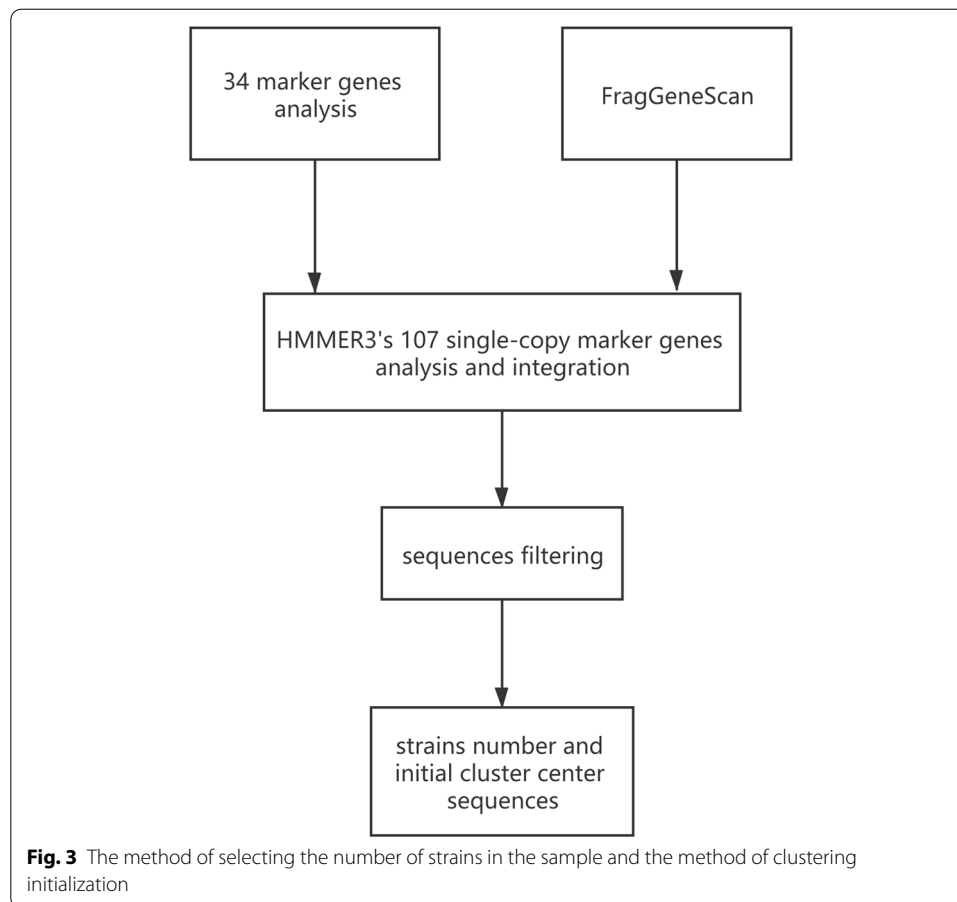 34 marker genes
analysis
FragGeneScan
HMMER3's 107 single-copy marker genes
analysis and integration
sequences filtering
strains number and
initial cluster center
sequences
Fig. 3 The method of selecting the number of strains in the sample and the method of clustering
initialization